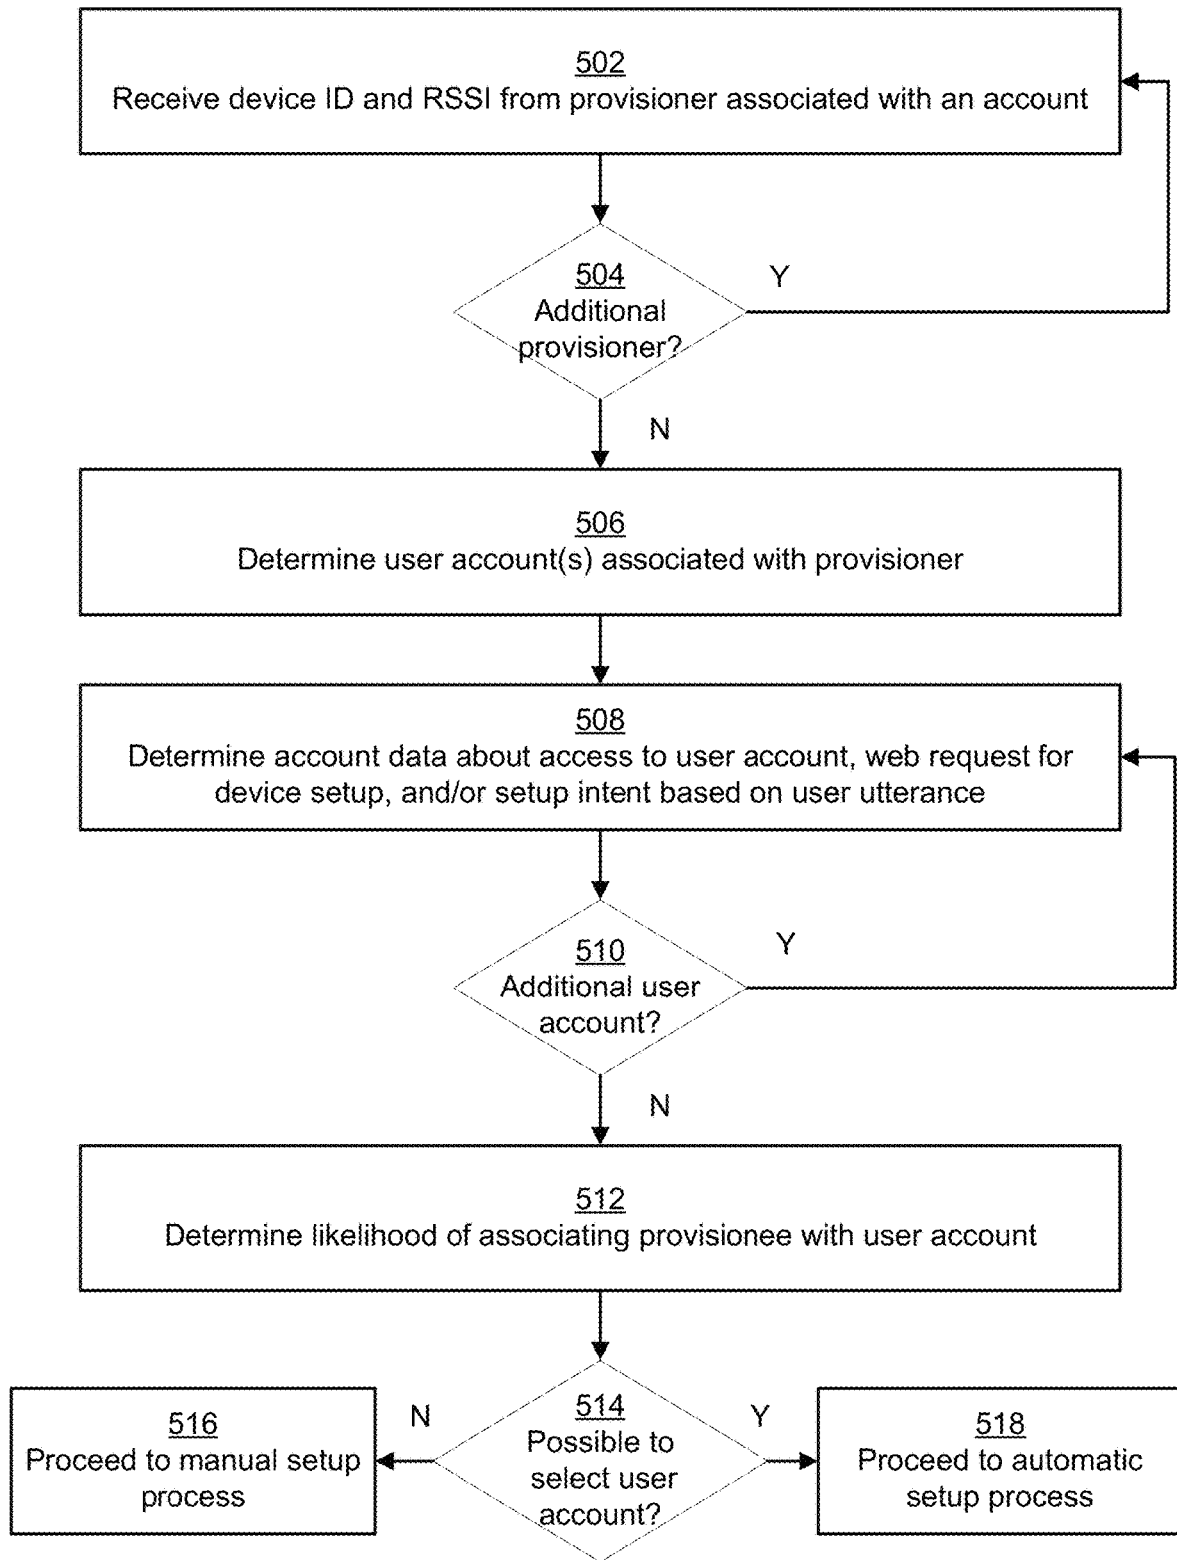 502
Receive device ID and RSSI from provisioner associated with an account
504
Additional
provisioner?
Y
N
506
Determine user account(s) associated with provisioner
508
Determine account data about access to user account, web request for
device setup, and/or setup intent based on user utterance
510
Additional user
account?
Y
N
512
Determine likelihood of associating provisionee with user account
516
Proceed to manual setup
process
N
514
Possible to
select user
account?
Y
518
Proceed to automatic
setup process